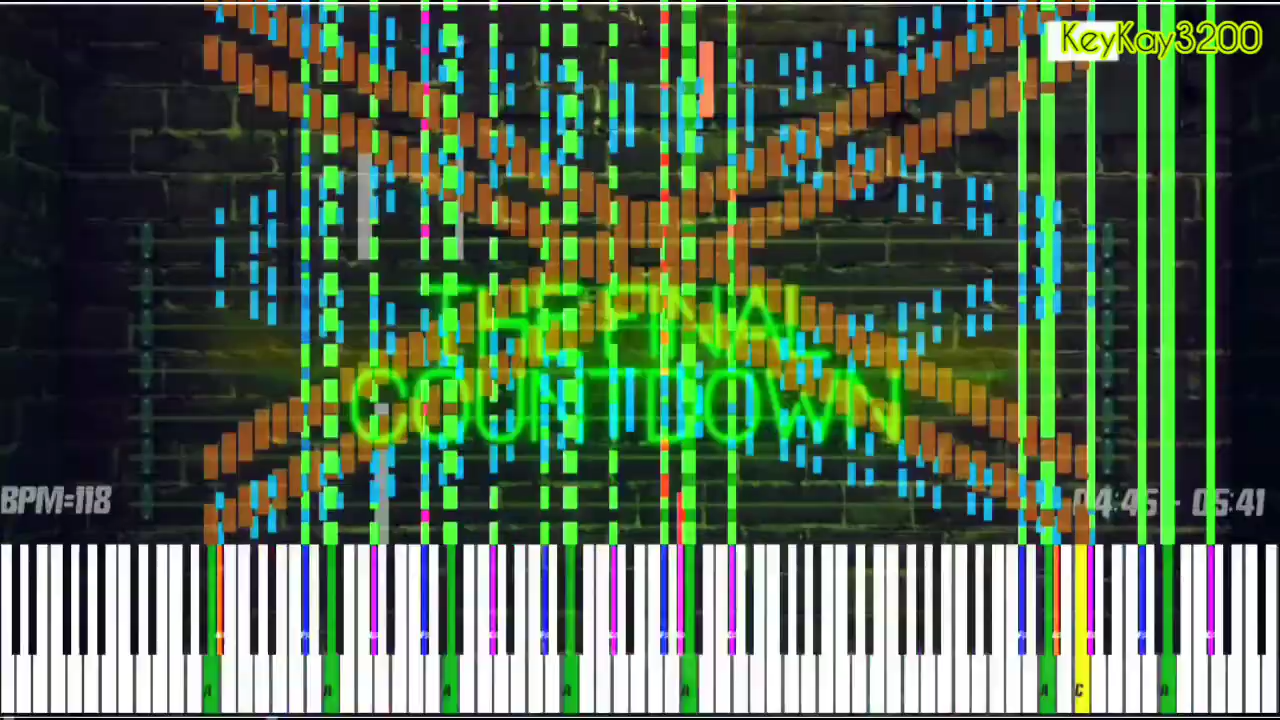 KeyKay3200
THE FINAL
COUNTDOWN
BPM=118
04:45 - 05:41
A A A A A A C A